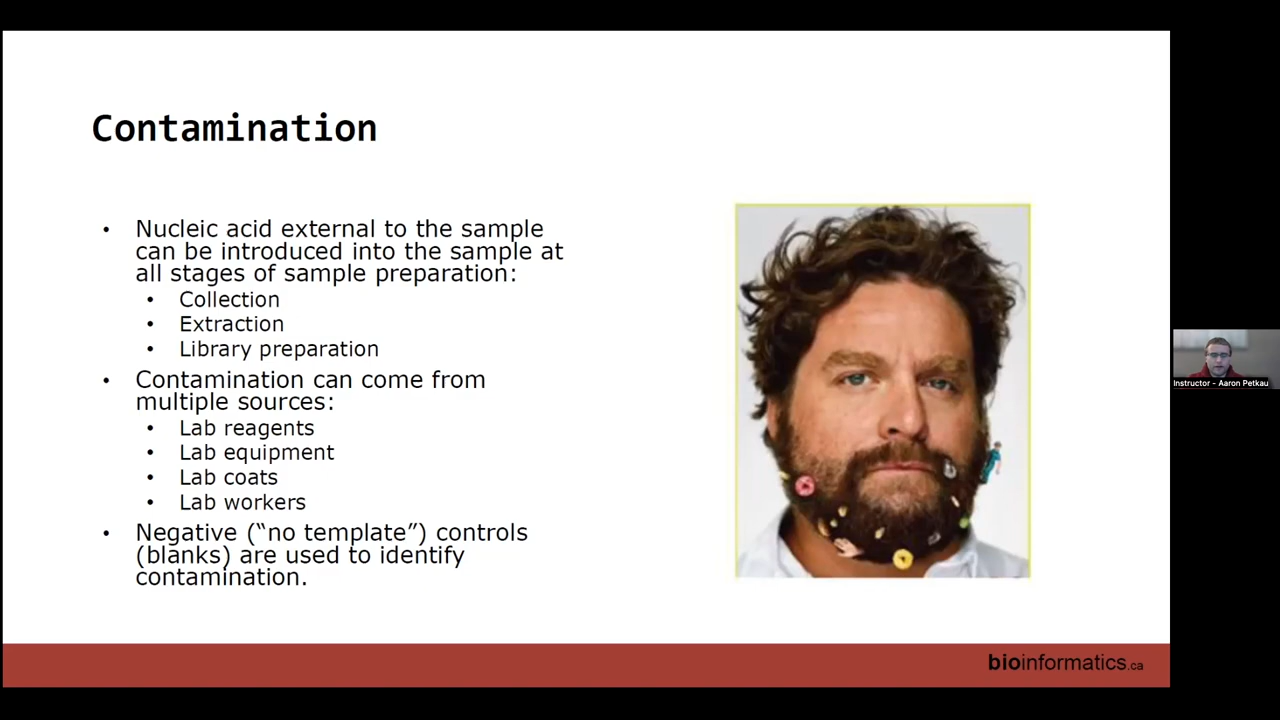 Contamination
• Nucleic acid external to the sample
can be introduced into the sample at
all stages of sample preparation:
• Collection
• Extraction
• Library preparation
• Contamination can come from
multiple sources:
• Lab reagents
• Lab equipment
• Lab coats
• Lab workers
• Negative (“no template”) controls
(blanks) are used to identify
contamination.
Instructor - Aaron Petkau
bioinformatics.ca